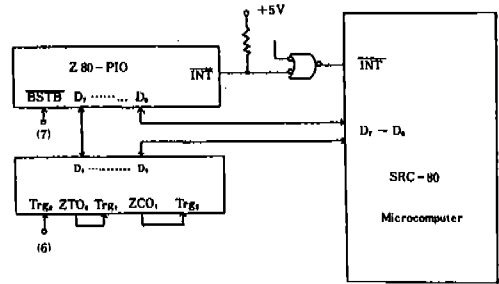 +5V
Z 80-PIO
INT
INT
BSTB D₇ ········ ··· D₀
(7)
D₇ ─ D₀
D₇ ················ D₀
SRC-80
Microcomputer
Trg₀ ZTO₀ Trg₁ ZCO₁ Trg₂
(6)